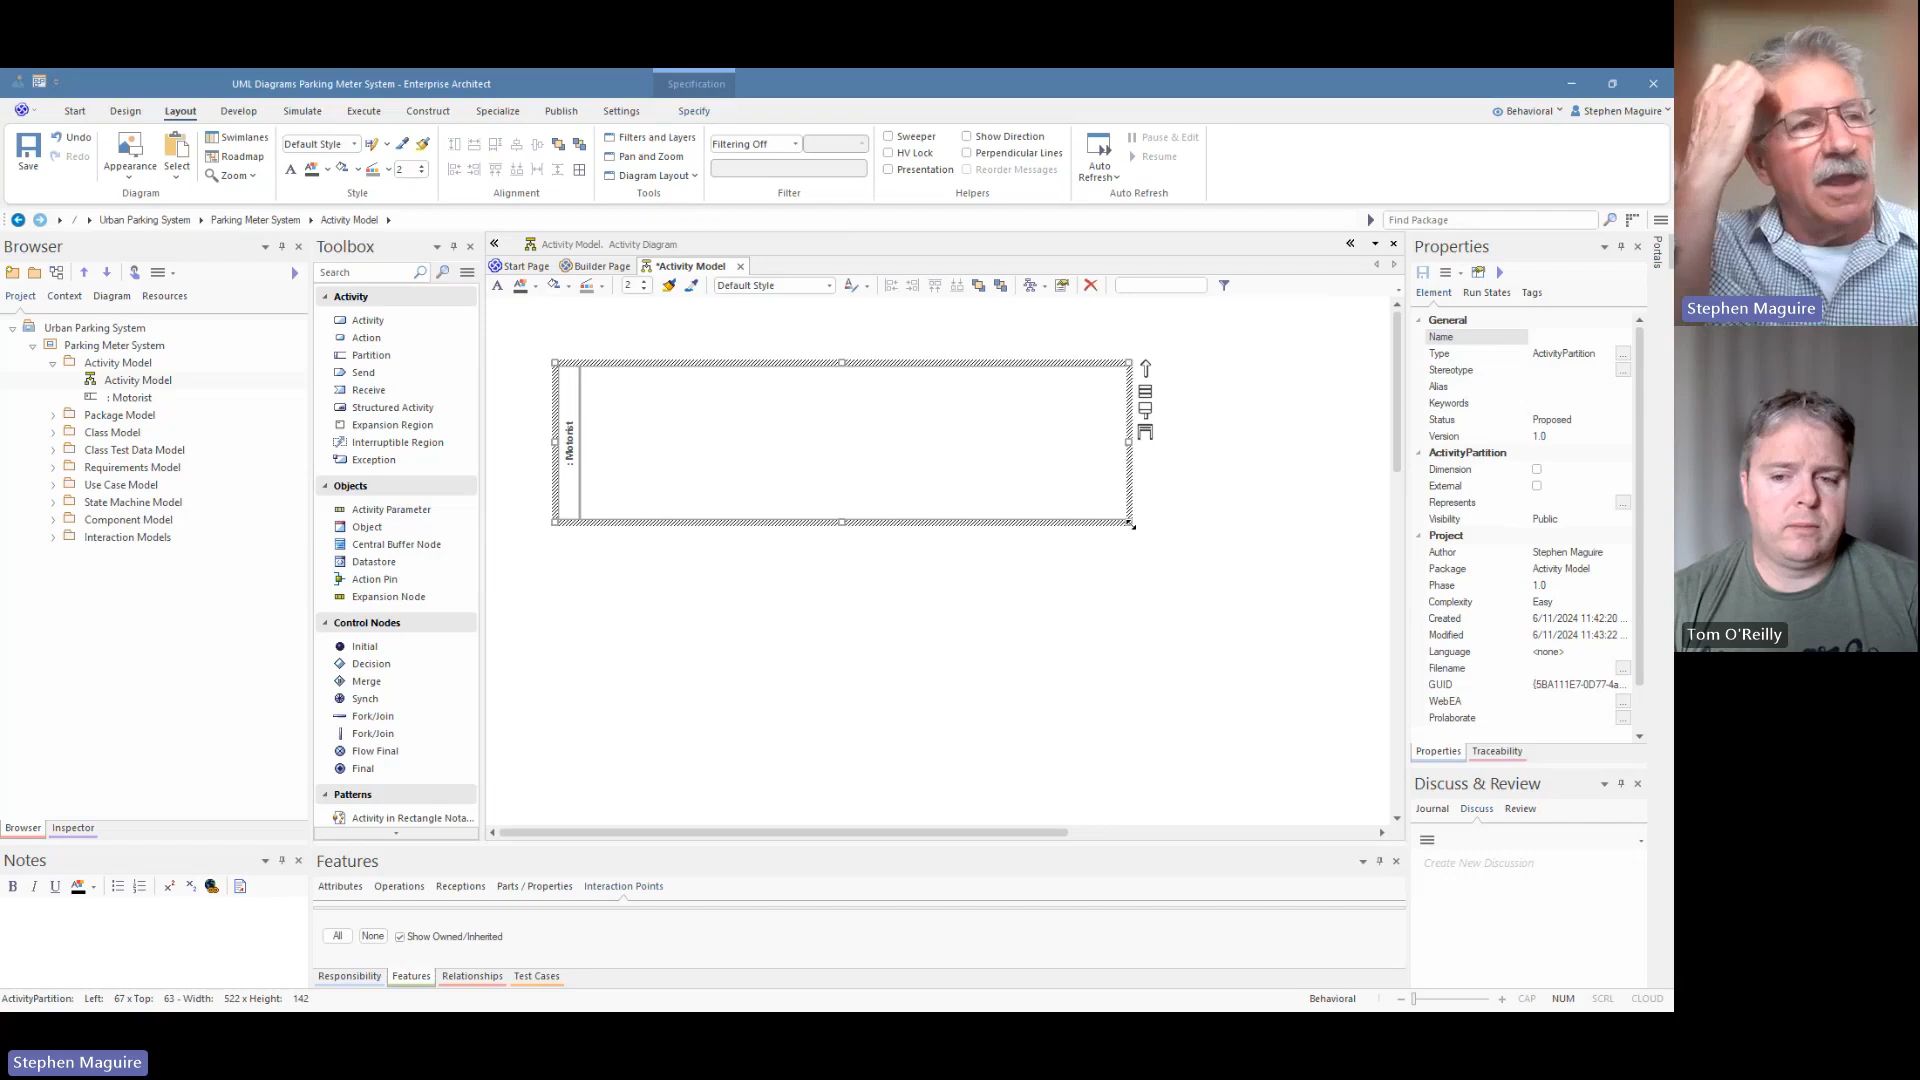 UML Diagrams Parking Meter System - Enterprise Architect
Specification
Start Design Layout Develop Simulate Execute Construct Specialize Publish Settings Specify
Behavioral
Stephen Maguire
Save
Undo
Redo
Appearance
Select
Swimlanes
Roadmap
Zoom
Diagram
Default Style
2
Style
Alignment
Filters and Layers
Pan and Zoom
Diagram Layout
Tools
Filtering Off
Filter
Sweeper
HV Lock
Presentation
Show Direction
Perpendicular Lines
Reorder Messages
Helpers
Auto
Refresh
Pause & Edit
Resume
Auto Refresh
/ Urban Parking System Parking Meter System Activity Model
Find Package
Browser
Project Context Diagram Resources
Urban Parking System
Parking Meter System
Activity Model
Activity Model
: Motorist
Package Model
Class Model
Class Test Data Model
Requirements Model
Use Case Model
State Machine Model
Component Model
Interaction Models
Browser Inspector
Toolbox
Search
Activity
Activity
Action
Partition
Send
Receive
Structured Activity
Expansion Region
Interruptible Region
Exception
Objects
Activity Parameter
Object
Central Buffer Node
Datastore
Action Pin
Expansion Node
Control Nodes
Initial
Decision
Merge
Synch
Fork/Join
Fork/Join
Flow Final
Final
Patterns
Activity in Rectangle Nota...
Activity Model. Activity Diagram
Start Page Builder Page *Activity Model
2
Default Style
: Motorist
Properties
Element Run States Tags
General
Name
Type ActivityPartition
Stereotype
Alias
Keywords
Status Proposed
Version 1.0
ActivityPartition
Dimension
External
Represents
Visibility Public
Project
Author Stephen Maguire
Package Activity Model
Phase 1.0
Complexity Easy
Created 6/11/2024 11:42:20 ...
Modified 6/11/2024 11:43:22 ...
Language <none>
Filename
GUID {5BA111E7-0D77-4a...
WebEA
Prolaborate
Properties Traceability
Portals
Discuss & Review
Journal Discuss Review
Create New Discussion
Notes
B I U
Features
Attributes Operations Receptions Parts / Properties Interaction Points
All None Show Owned/Inherited
Responsibility Features Relationships Test Cases
ActivityPartition: Left: 67 x Top: 63 - Width: 522 x Height: 142
Behavioral
CAP NUM SCRL CLOUD
Stephen Maguire
Tom O'Reilly
Stephen Maguire